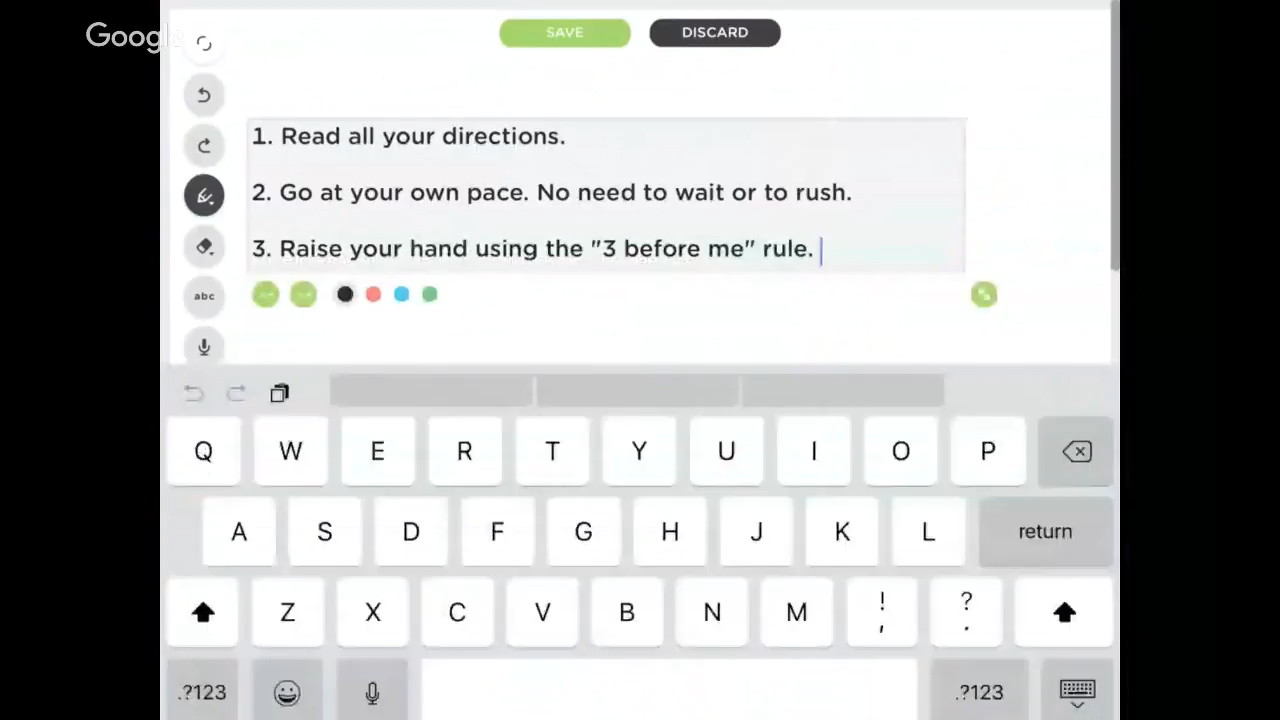 Google
SAVE
DISCARD
1. Read all your directions.
2. Go at your own pace. No need to wait or to rush.
3. Raise your hand using the "3 before me" rule.
abc
Q W E R T Y U I O P
A S D F G H J K L return
Z X C V B N M ! , ? .
.?123 .?123